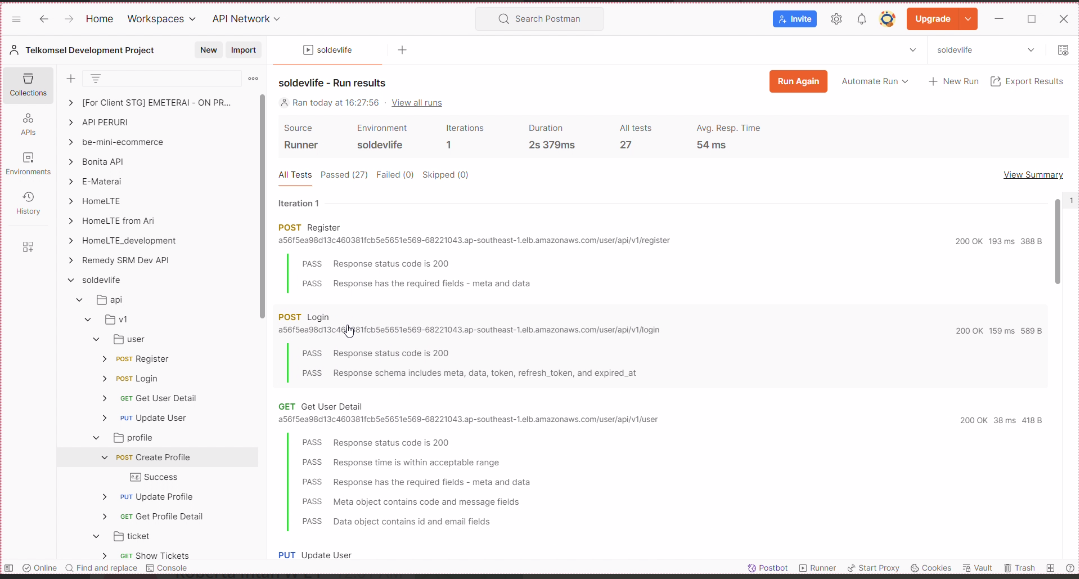 Home Workspaces API Network Search Postman Invite Upgrade
Telkomsel Development Project New Import soldevlife soldevlife
Collections
APIs
Environments
History
[For Client STG] EMETERAI - ON PR...
API PERURI
be-mini-ecommerce
Bonita API
E-Materai
HomeLTE
HomeLTE from Ari
HomeLTE_development
Remedy SRM Dev API
soldevlife
api
v1
user
POST Register
POST Login
GET Get User Detail
PUT Update User
profile
POST Create Profile
Success
PUT Update Profile
GET Get Profile Detail
ticket
GET Show Tickets
soldevlife - Run results
Run Again Automate Run New Run Export Results
Ran today at 16:27:56 · View all runs
Source Environment Iterations Duration All tests Avg. Resp. Time
Runner soldevlife 1 2s 379ms 27 54 ms
All Tests Passed (27) Failed (0) Skipped (0) View Summary
Iteration 1
1
POST Register
a56f5ea98d13c460381fcb5e5651e569-68221043.ap-southeast-1.elb.amazonaws.com/user/api/v1/register 200 OK 193 ms 388 B
PASS Response status code is 200
PASS Response has the required fields - meta and data
POST Login
a56f5ea98d13c460381fcb5e5651e569-68221043.ap-southeast-1.elb.amazonaws.com/user/api/v1/login 200 OK 159 ms 589 B
PASS Response status code is 200
PASS Response schema includes meta, data, token, refresh_token, and expired_at
GET Get User Detail
a56f5ea98d13c460381fcb5e5651e569-68221043.ap-southeast-1.elb.amazonaws.com/user/api/v1/user 200 OK 38 ms 418 B
PASS Response status code is 200
PASS Response time is within acceptable range
PASS Response has the required fields - meta and data
PASS Meta object contains code and message fields
PASS Data object contains id and email fields
PUT Update User
Online Find and replace Console Postbot Runner Start Proxy Cookies Vault Trash